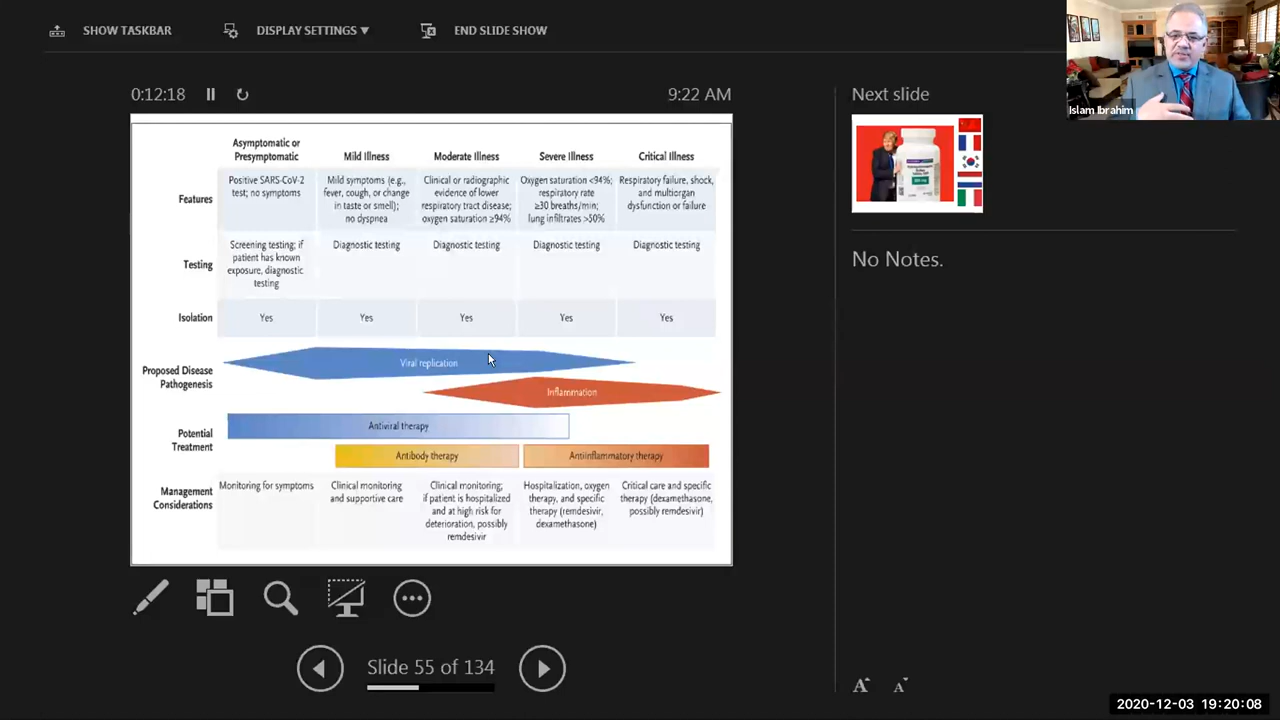 SHOW TASKBAR
DISPLAY SETTINGS ▼
END SLIDE SHOW
Islam Ibrahim
0:12:18
9:22 AM
Next slide
No Notes.
Asymptomatic or
Presymptomatic
Mild Illness
Moderate Illness
Severe Illness
Critical Illness
Features
Positive SARS-CoV-2
test; no symptoms
Mild symptoms (e.g.,
fever, cough, or change
in taste or smell);
no dyspnea
Clinical or radiographic
evidence of lower
respiratory tract disease;
oxygen saturation ≥94%
Oxygen saturation <94%;
respiratory rate
≥30 breaths/min;
lung infiltrates >50%
Respiratory failure, shock,
and multiorgan
dysfunction or failure
Testing
Screening testing; if
patient has known
exposure, diagnostic
testing
Diagnostic testing
Diagnostic testing
Diagnostic testing
Diagnostic testing
Isolation
Yes
Yes
Yes
Yes
Yes
Proposed Disease
Pathogenesis
Viral replication
Inflammation
Potential
Treatment
Antiviral therapy
Antibody therapy
Antiinflammatory therapy
Management
Considerations
Monitoring for symptoms
Clinical monitoring
and supportive care
Clinical monitoring;
if patient is hospitalized
and at high risk for
deterioration, possibly
remdesivir
Hospitalization, oxygen
therapy, and specific
therapy (remdesivir,
dexamethasone)
Critical care and specific
therapy (dexamethasone,
possibly remdesivir)
Slide 55 of 134
A A
2020-12-03 19:20:08